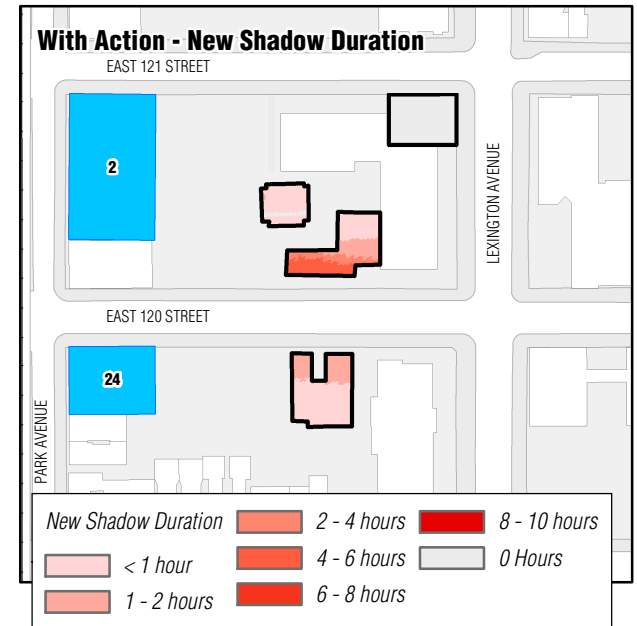 With Action - New Shadow Duration
EAST 121 STREET
2
LEXINGTON AVENUE
EAST 120 STREET
24
PARK AVENUE
New Shadow Duration
< 1 hour
1 - 2 hours
2 - 4 hours
4 - 6 hours
6 - 8 hours
8 - 10 hours
0 Hours